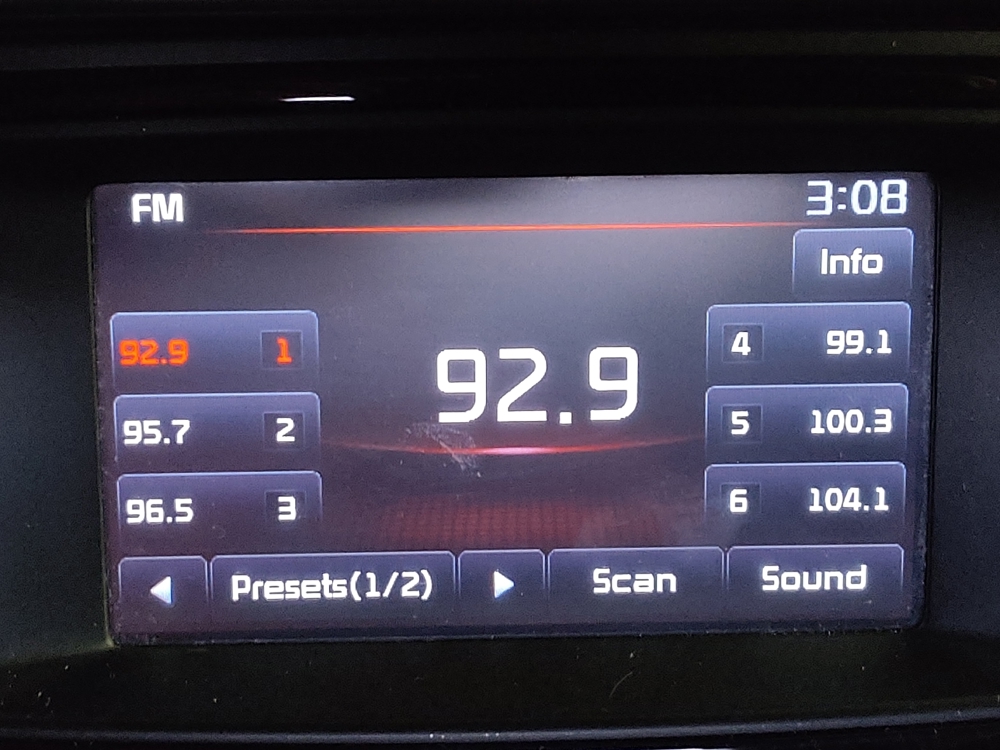 FM 3:08
Info
92.9 1
95.7 2
96.5 3
92.9
4 99.1
5 100.3
6 104.1
Presets(1/2) Scan Sound